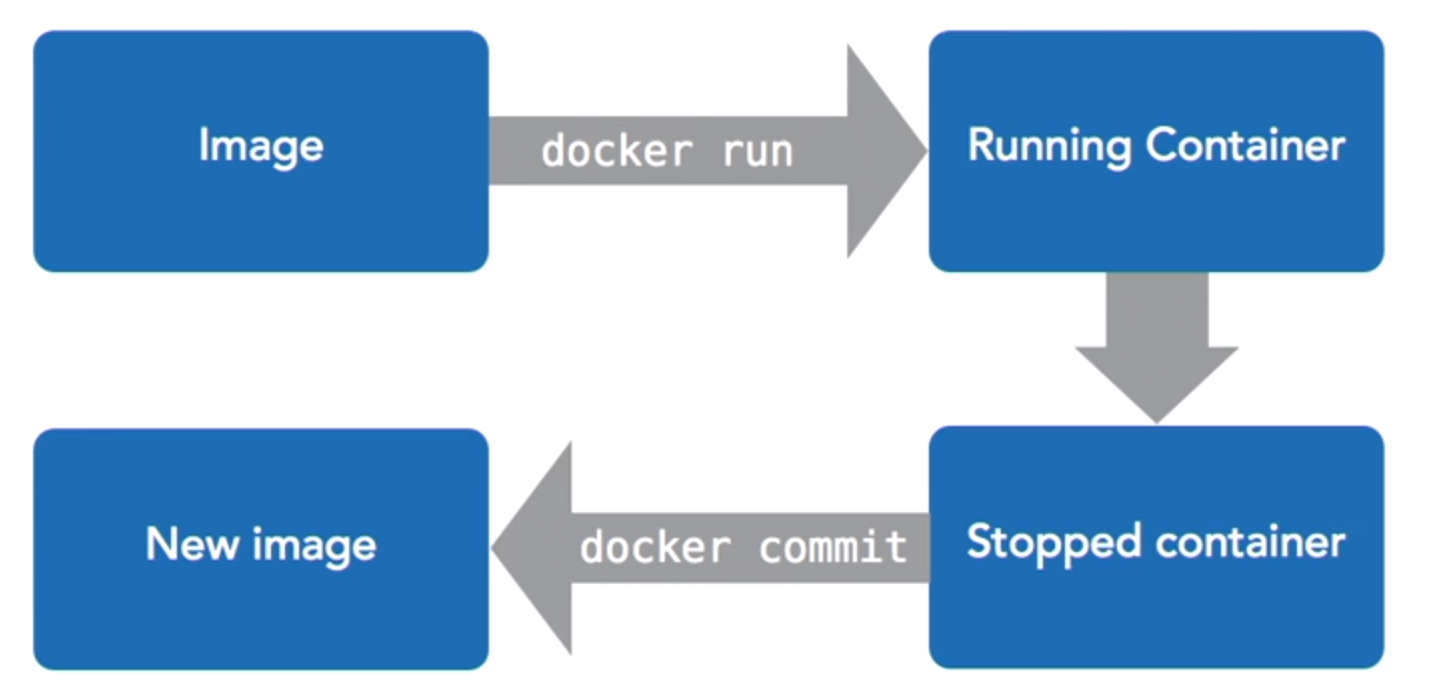 Image
docker run
Running Container
Stopped container
docker commit
New image